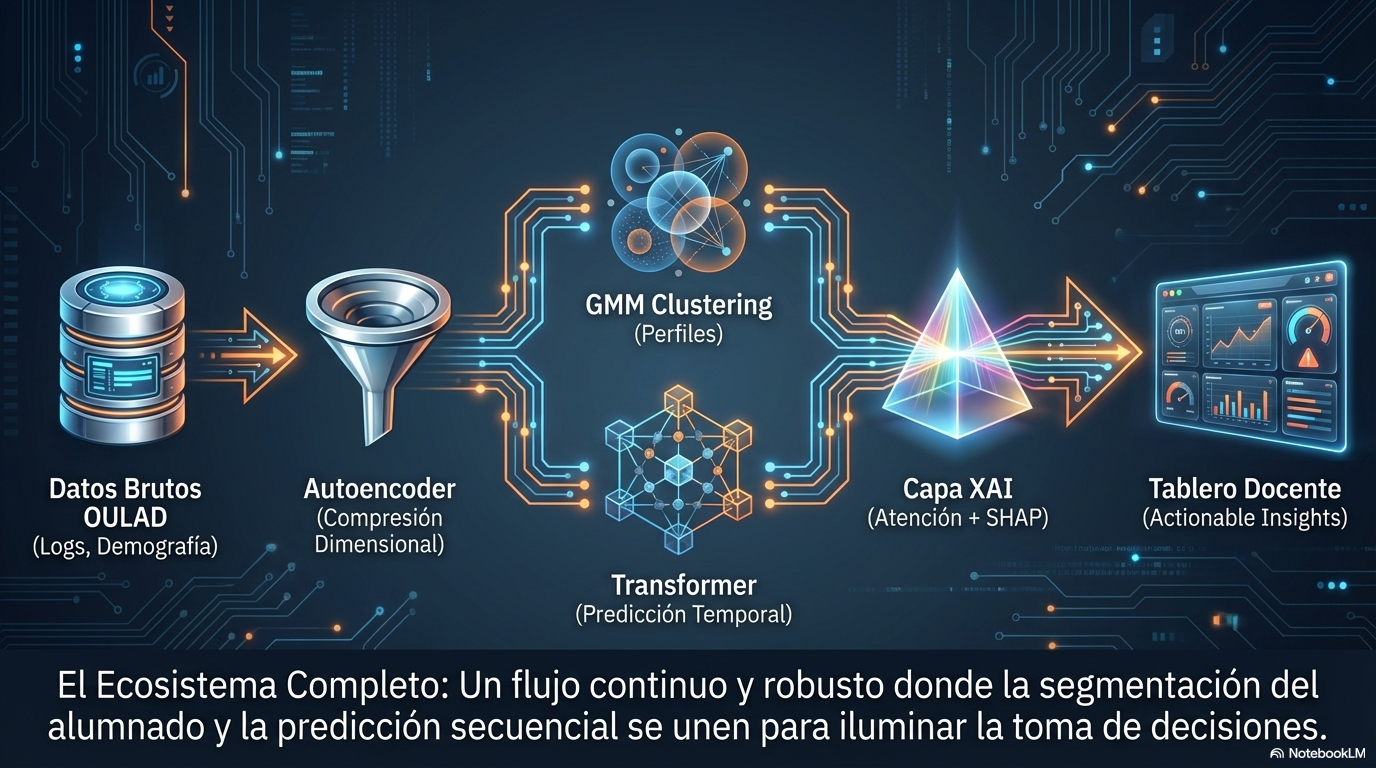 GMM Clustering
(Perfiles)
Datos Brutos
OULAD
(Logs, Demografía)
Autoencoder
(Compresión
Dimensional)
Transformer
(Predicción Temporal)
Capa XAI
(Atención + SHAP)
Tablero Docente
(Actionable Insights)
El Ecosistema Completo: Un flujo continuo y robusto donde la segmentación del
alumnado y la predicción secuencial se unen para iluminar la toma de decisiones.
NotebookLM